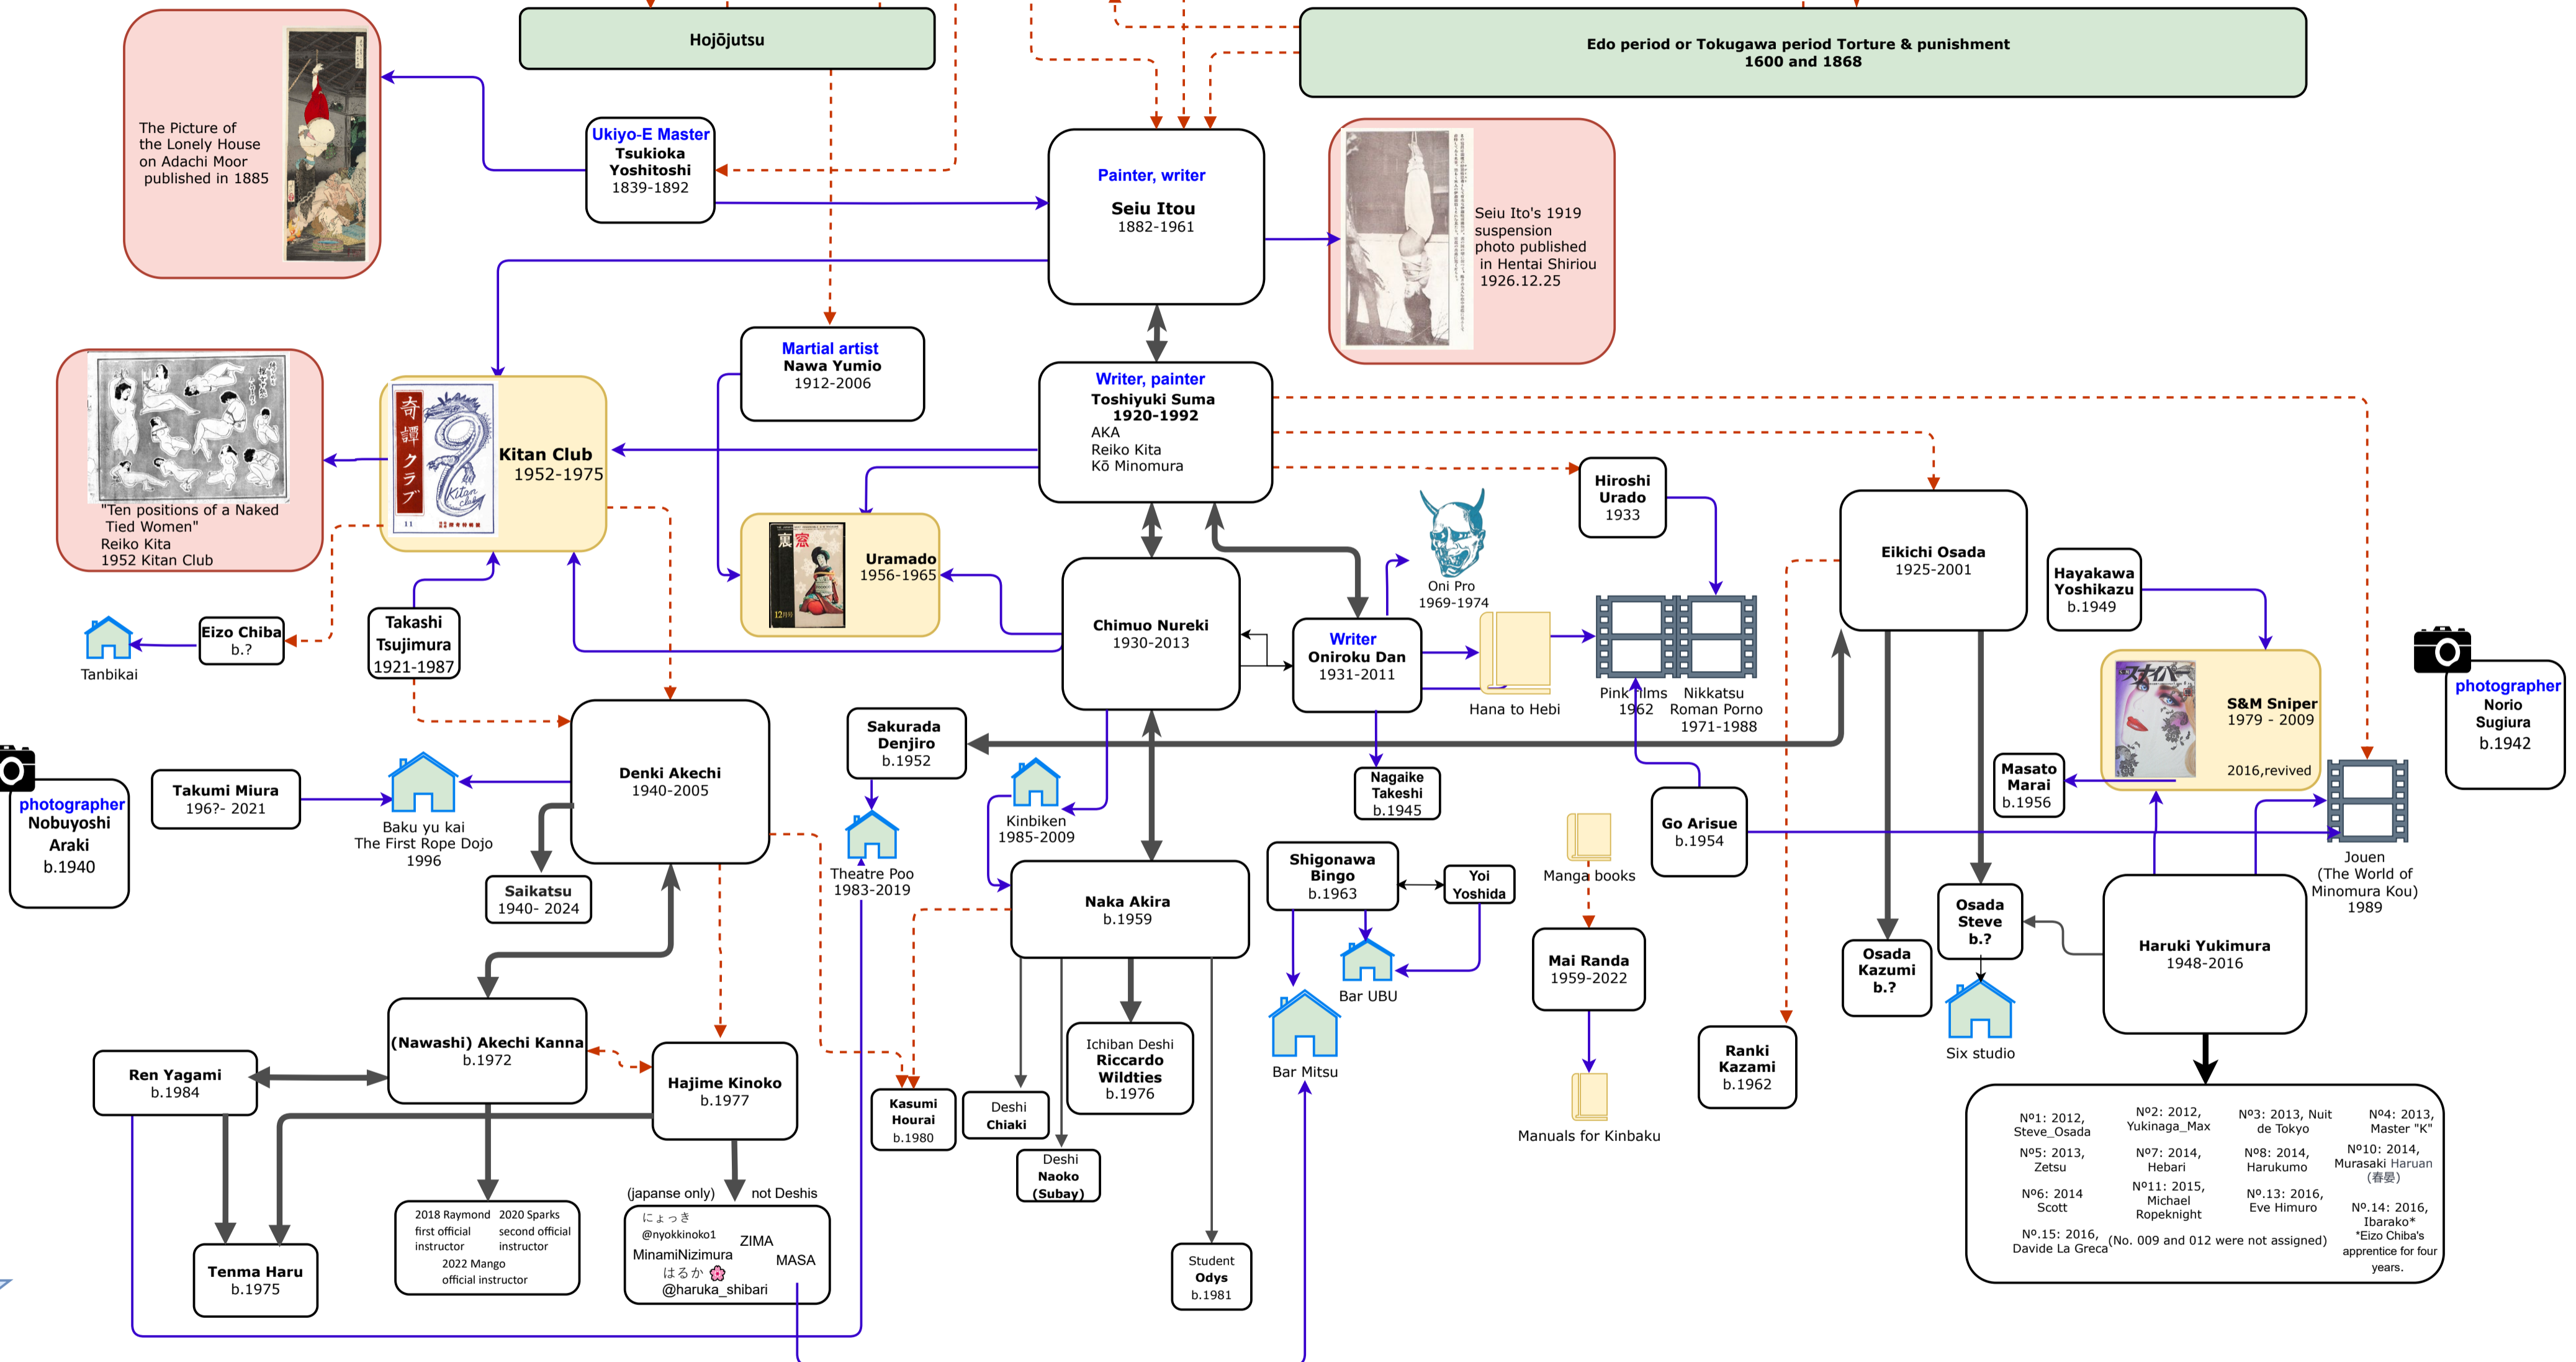 Hojōjutsu
Edo period or Tokugawa period Torture & punishment
1600 and 1868
The Picture of
the Lonely House
on Adachi Moor
published in 1885
Ukiyo-E Master
Tsukioka
Yoshitoshi
1839-1892
Painter, writer
Seiu Itou
1882-1961
Seiu Ito's 1919
suspension
photo published
in Hentai Shiriou
1926.12.25
Martial artist
Nawa Yumio
1912-2006
Writer, painter
Toshiyuki Suma
1920-1992
AKA
Reiko Kita
Kō Minomura
奇譚クラブ
Kitan
club
11
Kitan Club
1952-1975
"Ten positions of a Naked
Tied Women"
Reiko Kita
1952 Kitan Club
裏窓
12月号
Uramado
1956-1965
Hiroshi
Urado
1933
Oni Pro
1969-1974
Eikichi Osada
1925-2001
Hayakawa
Yoshikazu
b.1949
Tanbikai
Eizo Chiba
b.?
Takashi
Tsujimura
1921-1987
Chimuo Nureki
1930-2013
Writer
Oniroku Dan
1931-2011
Hana to Hebi
Pink films
1962
Nikkatsu
Roman Porno
1971-1988
S&M Sniper
1979 - 2009
2016,revived
photographer
Norio
Sugiura
b.1942
photographer
Nobuyoshi
Araki
b.1940
Takumi Miura
196?- 2021
Baku yu kai
The First Rope Dojo
1996
Denki Akechi
1940-2005
Sakurada
Denjiro
b.1952
Kinbiken
1985-2009
Nagaike
Takeshi
b.1945
Go Arisue
b.1954
Masato
Marai
b.1956
Jouen
(The World of
Minomura Kou)
1989
Saikatsu
1940- 2024
Theatre Poo
1983-2019
Naka Akira
b.1959
Shigonawa
Bingo
b.1963
Yoi
Yoshida
Manga books
Mai Randa
1959-2022
Osada
Kazumi
b.?
Osada
Steve
b.?
Haruki Yukimura
1948-2016
Bar UBU
Bar Mitsu
Six studio
(Nawashi) Akechi Kanna
b.1972
Ren Yagami
b.1984
Hajime Kinoko
b.1977
Kasumi
Hourai
b.1980
Deshi
Chiaki
Ichiban Deshi
Riccardo
Wildties
b.1976
Deshi
Naoko
(Subay)
Ranki
Kazami
b.1962
Manuals for Kinbaku
(japanse only)
not Deshis
にょっき
@nyokkinoko1
ZIMA
MinamiNizimura
MASA
はるか 🌸
@haruka_shibari
2018 Raymond
first official
instructor
2020 Sparks
second official
instructor
2022 Mango
official instructor
Tenma Haru
b.1975
Student
Odys
b.1981
Nº1: 2012,
Steve_Osada
Nº2: 2012,
Yukinaga_Max
Nº3: 2013, Nuit
de Tokyo
Nº4: 2013,
Master "K"
Nº5: 2013,
Zetsu
Nº7: 2014,
Hebari
Nº8: 2014,
Harukumo
Nº10: 2014,
Murasaki Haruan
(春晏)
Nº6: 2014
Scott
Nº11: 2015,
Michael
Ropeknight
Nº.13: 2016,
Eve Himuro
Nº.14: 2016,
Ibarako*
*Eizo Chiba's
apprentice for four
years.
Nº.15: 2016,
Davide La Greca
(No. 009 and 012 were not assigned)